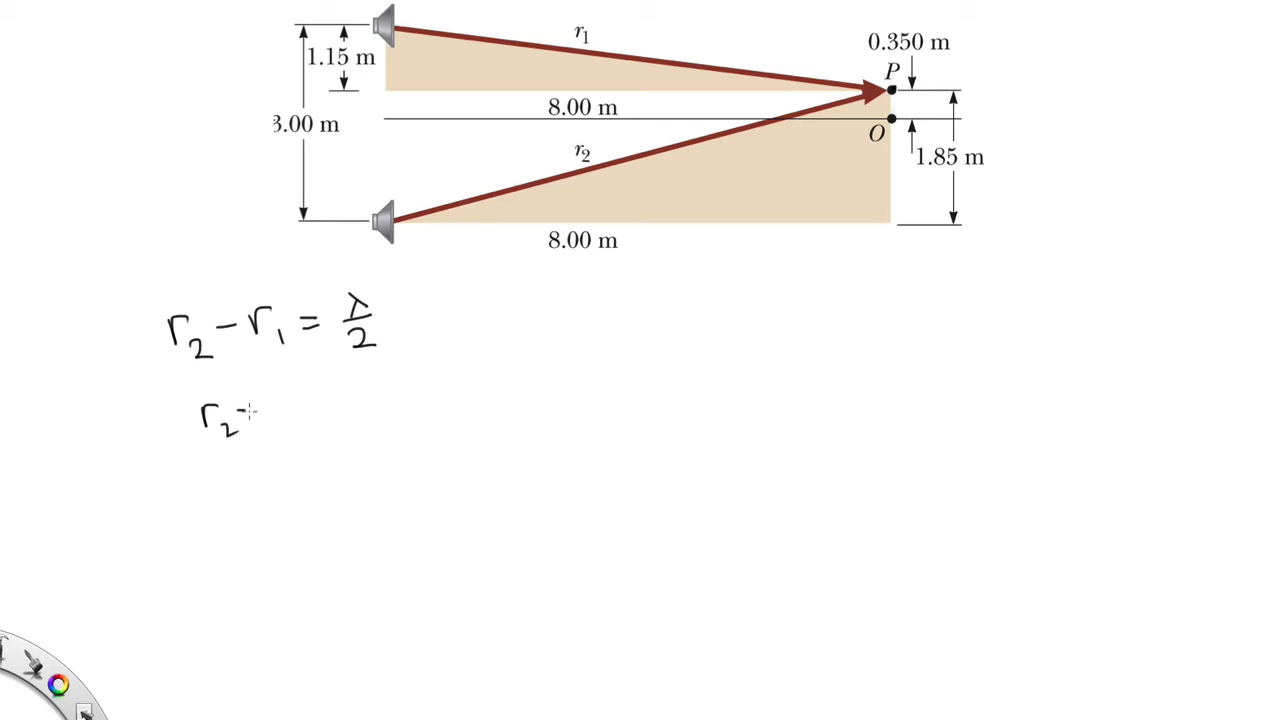 r₁
0.350 m
1.15 m
P
8.00 m
3.00 m
O
r₂
1.85 m
8.00 m
r₂ - r₁ = λ/2
r₂ =